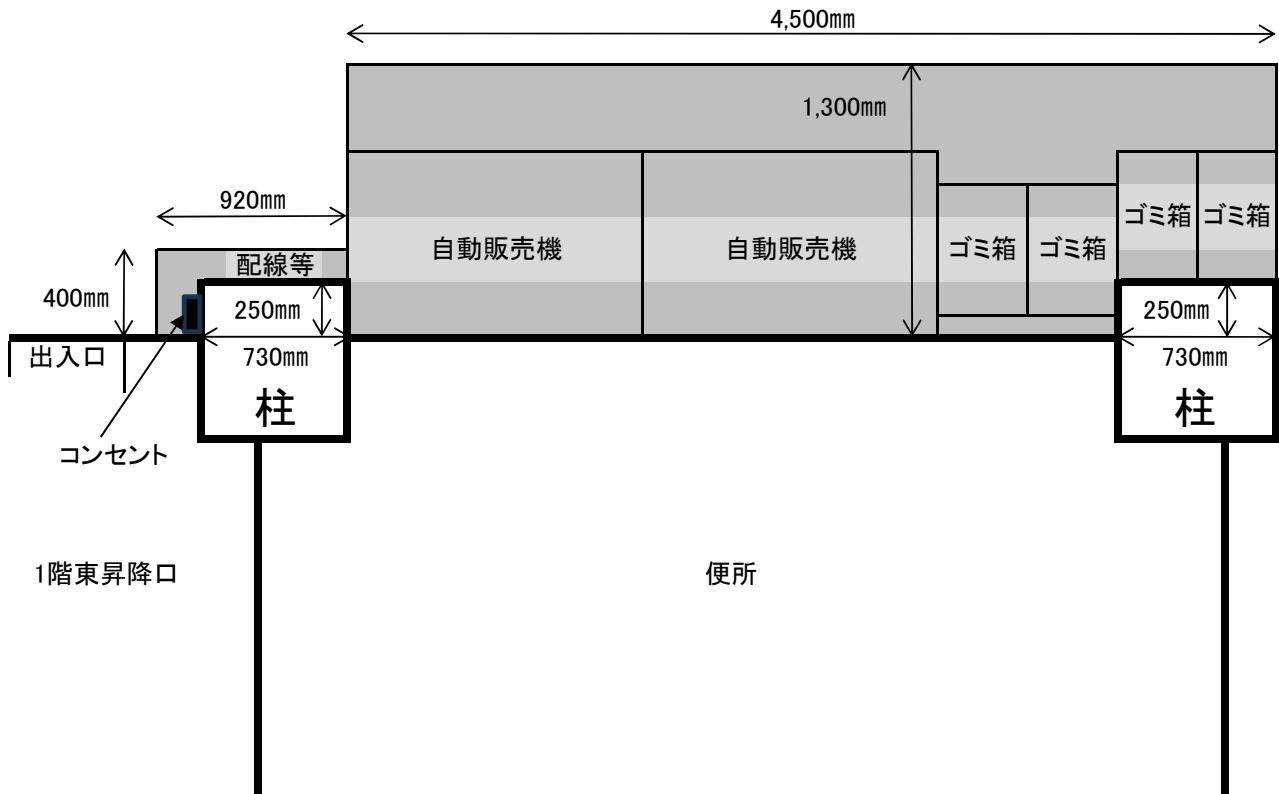 4,500㎜
1,300㎜
920㎜
ゴミ箱 ゴミ箱
自動販売機 自動販売機 ゴミ箱 ゴミ箱
配線等
400㎜ 250㎜ 250㎜
出入口 730㎜ 730㎜
柱 柱
コンセント
1階東昇降口 便所